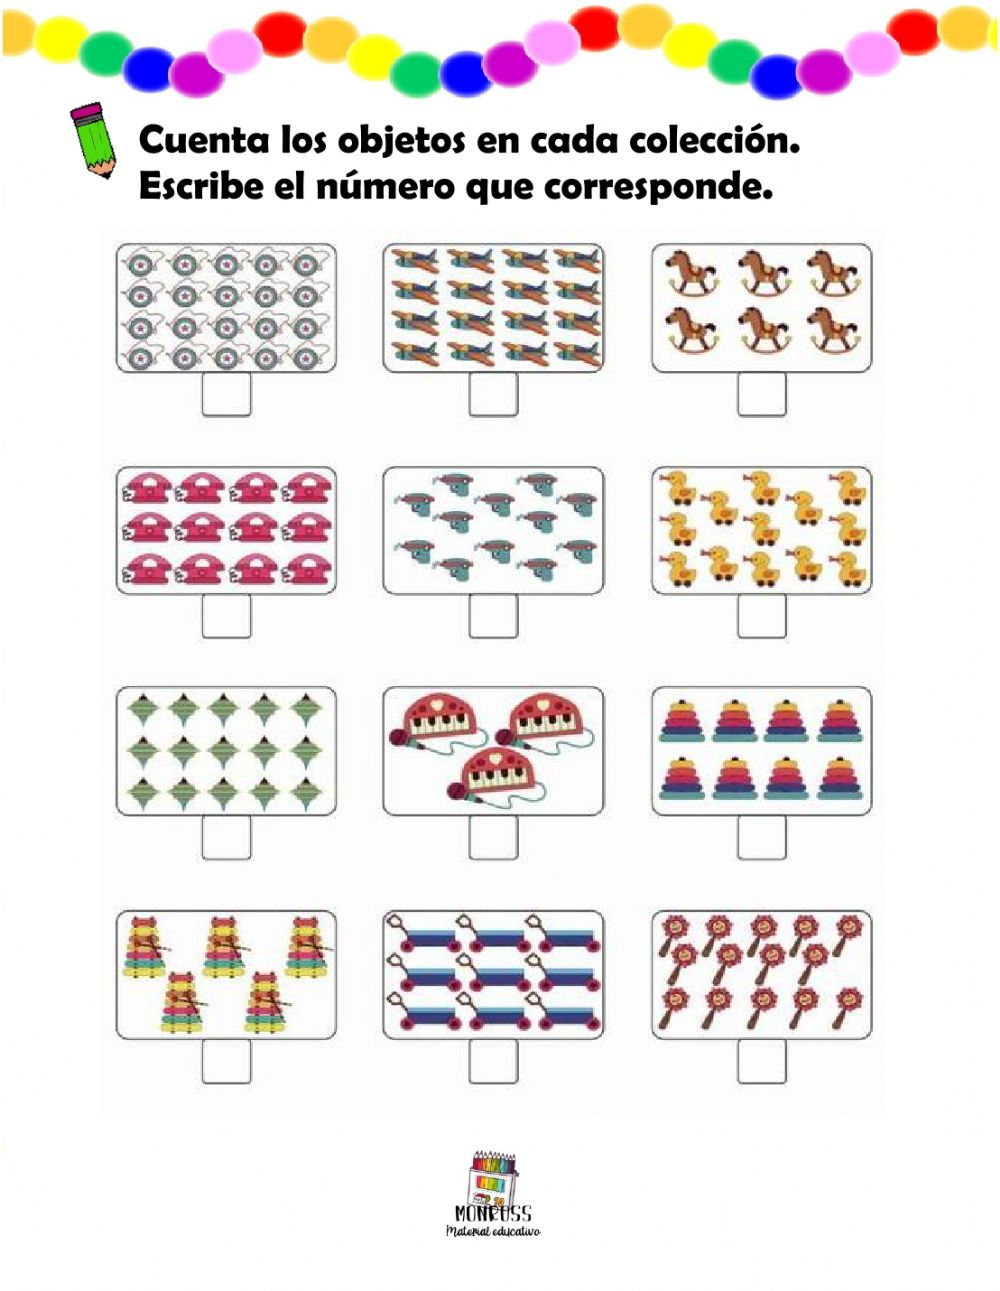 Cuenta los objetos en cada colección.
Escribe el número que corresponde.
MONROSS
Material educativo